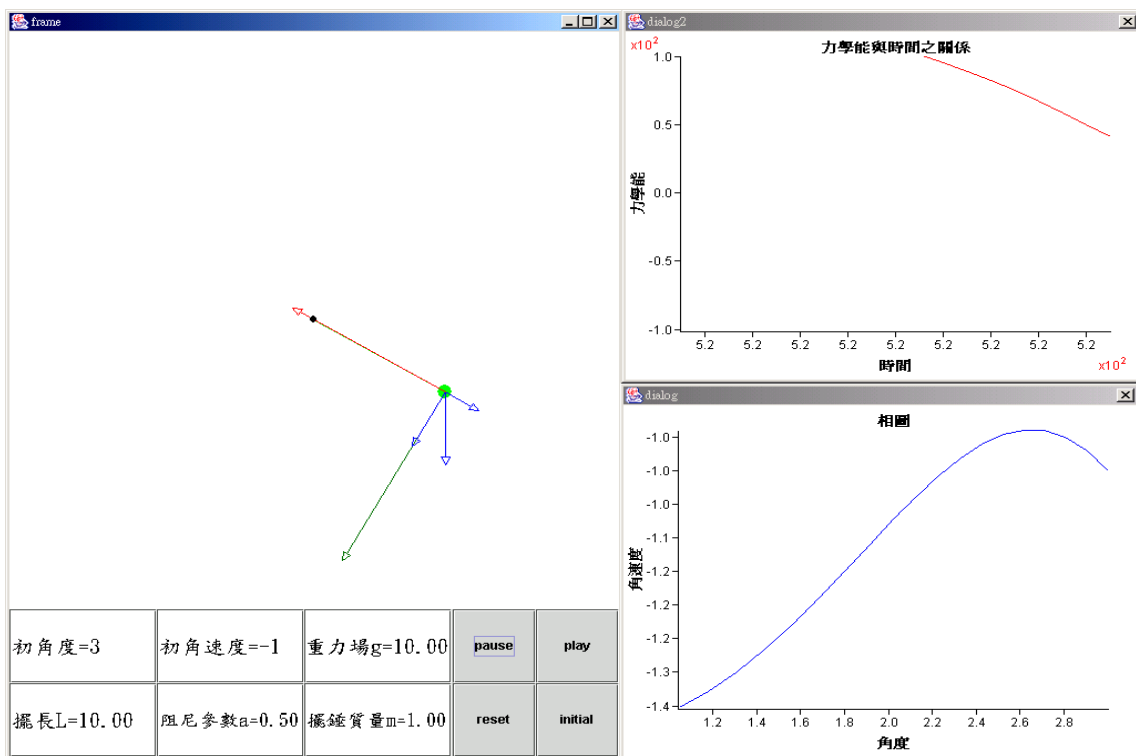 frame
初角度=3
初角速度=-1
重力場g=10.00
pause
play
擺長L=10.00
阻尼參數a=0.50
擺錘質量m=1.00
reset
initial
dialog2
力學能與時間之關係
x10²
1.0
0.5
0.0
-0.5
-1.0
力學能
5.2 5.2 5.2 5.2 5.2 5.2 5.2 5.2 5.2
時間
x10²
dialog
相圖
-1.0
-1.0
-1.0
-1.1
-1.2
-1.2
-1.2
-1.3
-1.4
角速度
1.2 1.4 1.6 1.8 2.0 2.2 2.4 2.6 2.8
角度